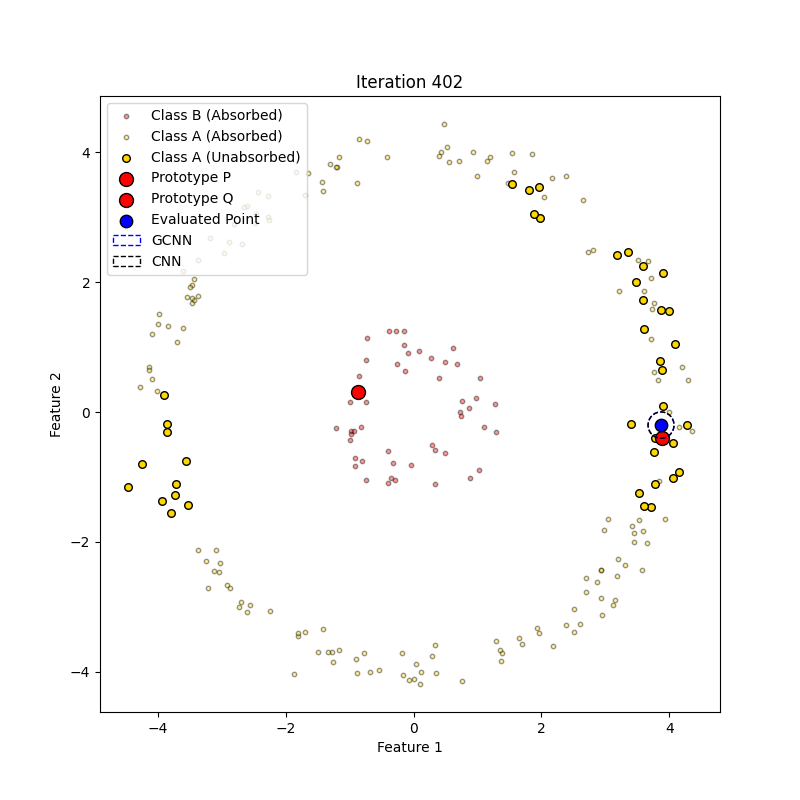 Iteration 402
Class B (Absorbed)
Class A (Absorbed)
Class A (Unabsorbed)
Prototype P
Prototype Q
Evaluated Point
GCNN
CNN
Feature 2
4
2
0
−2
−4
−4
−2
0
2
4
Feature 1